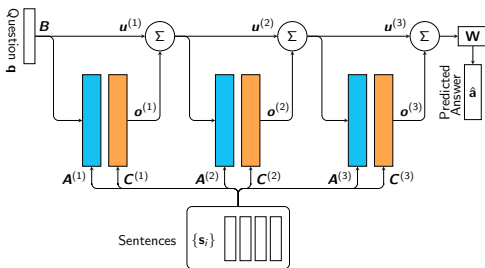 Question q
B
u(1)
Σ
u(2)
Σ
u(3)
Σ
W
Predicted
Answer
â
o(1)
o(2)
o(3)
A(1)
C(1)
A(2)
C(2)
A(3)
C(3)
Sentences
{si}